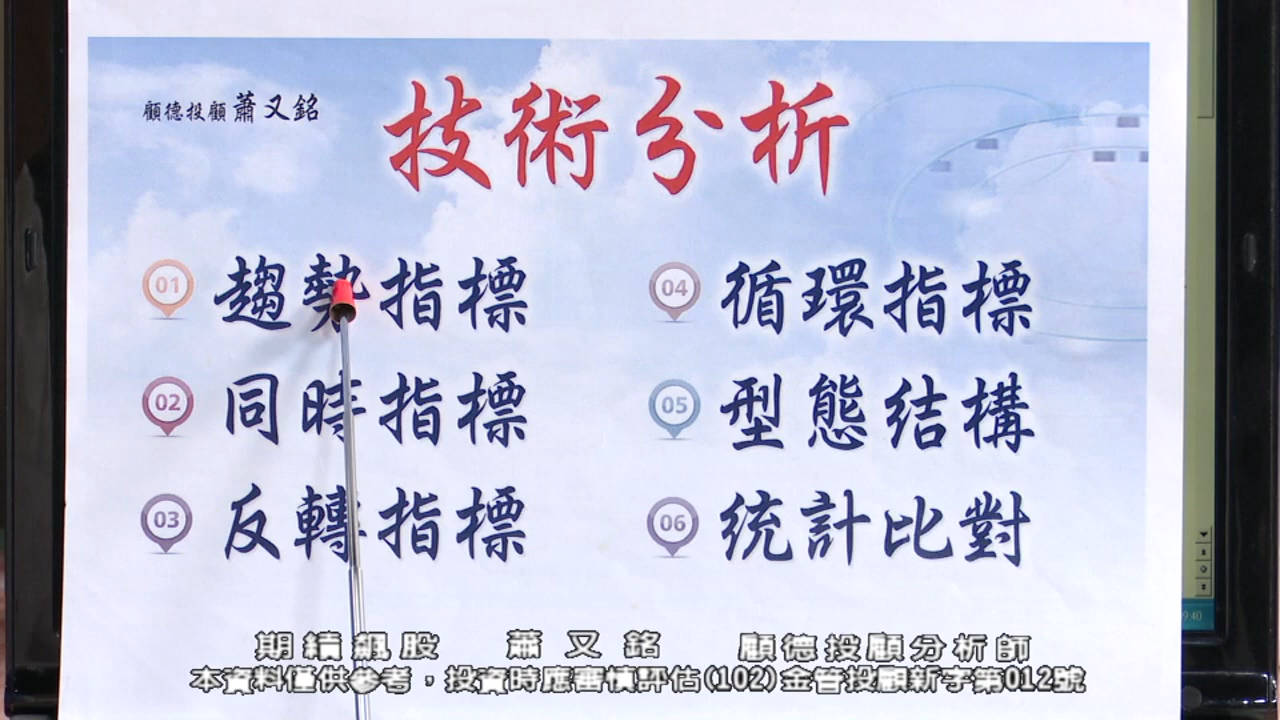 顧德投顧 蕭又銘
技術分析
01 趨勢指標
02 同時指標
03 反轉指標
04 循環指標
05 型態結構
06 統計比對
9:40
期績飆股 蕭又銘 顧德投顧分析師
本資料僅供參考，投資時應審慎評估(102)金管投顧新字第012號